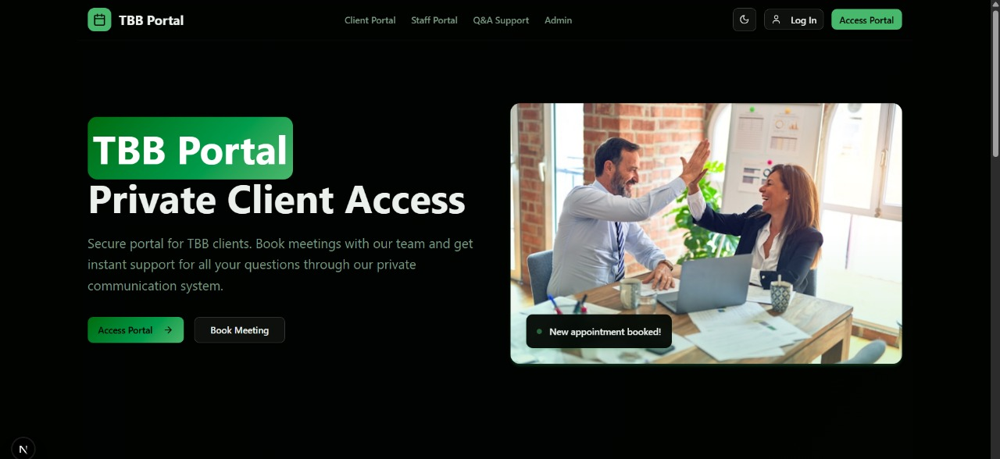 TBB Portal
Client Portal
Staff Portal
Q&A Support
Admin
Log In
Access Portal
TBB Portal
Private Client Access
Secure portal for TBB clients. Book meetings with our team and get
instant support for all your questions through our private
communication system.
Access Portal
Book Meeting
New appointment booked!
N